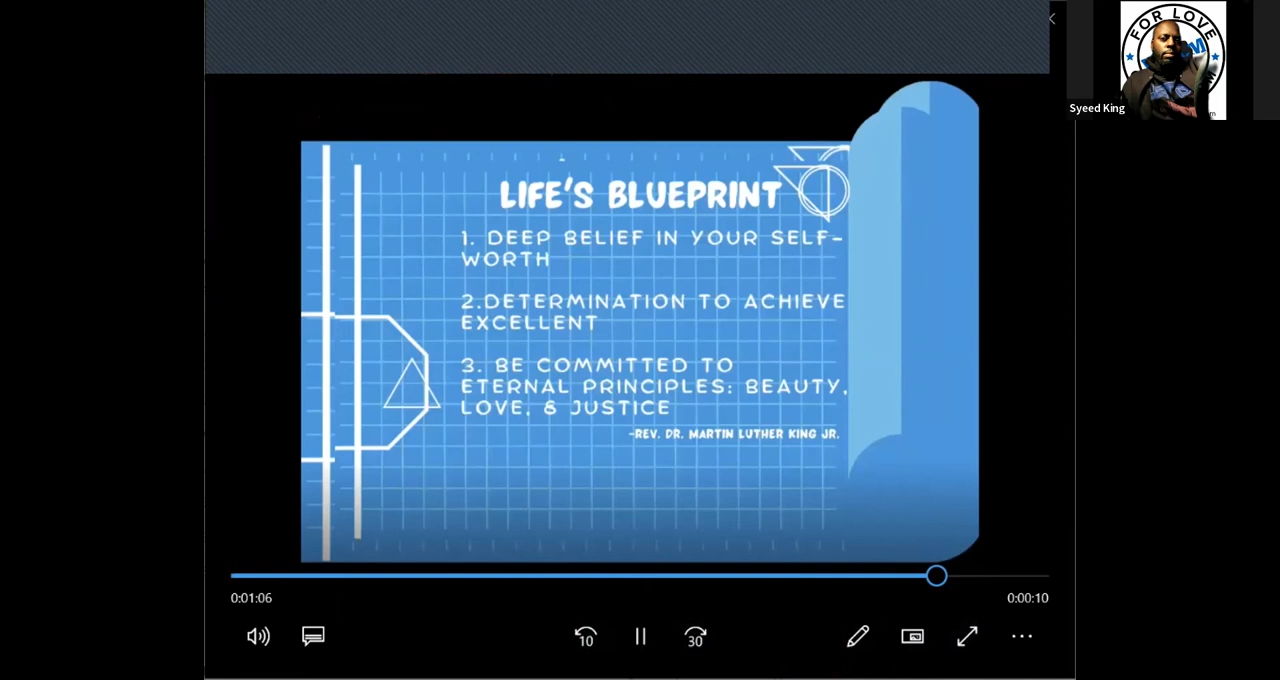 FOR LOVE
Syeed King
LIFE'S BLUEPRINT
1. DEEP BELIEF IN YOUR SELF-
WORTH
2.DETERMINATION TO ACHIEVE
EXCELLENT
3. BE COMMITTED TO
ETERNAL PRINCIPLES: BEAUTY,
LOVE, & JUSTICE
-REV. DR. MARTIN LUTHER KING JR.
0:01:06
0:00:10
10
30